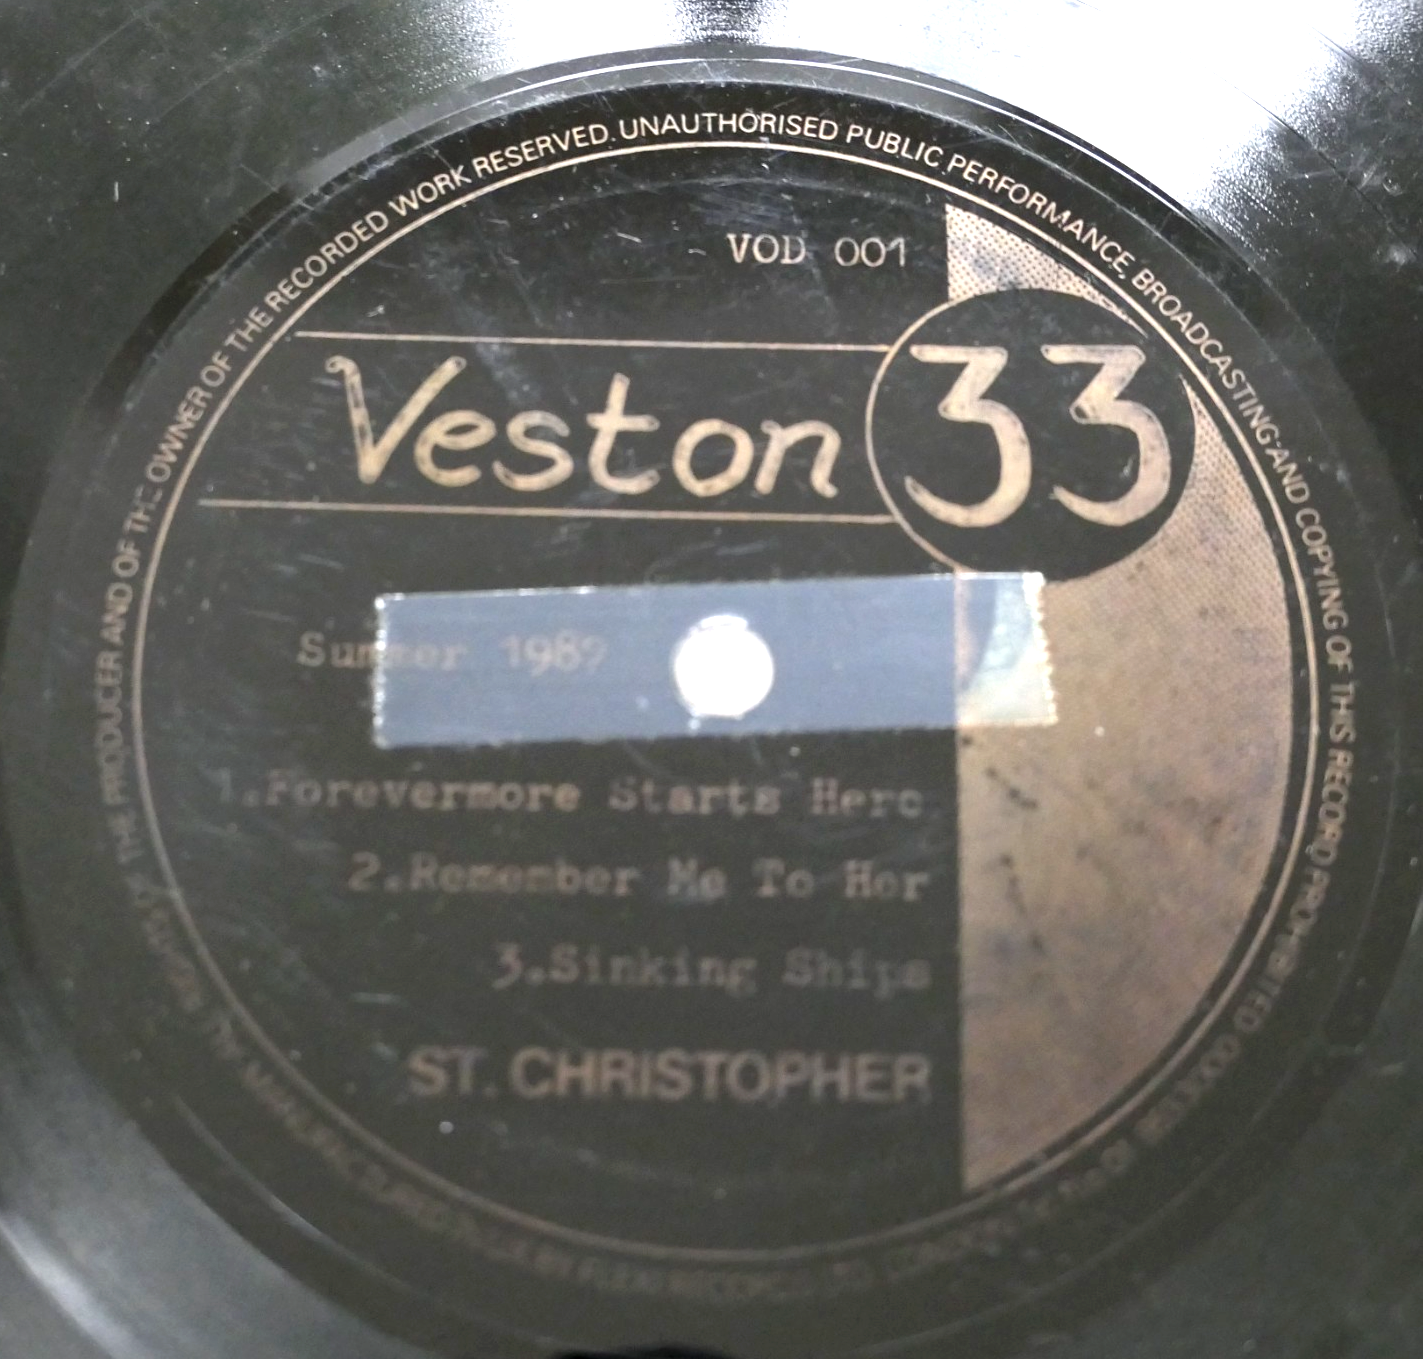 VOD 001
Veston 33
Summer 1989
1.Forevermore Starts Here
2.Remember Me To Her
3.Sinking Ships
ST. CHRISTOPHER
THE PRODUCER AND OF THE OWNER OF THE RECORDED WORK RESERVED. UNAUTHORISED PUBLIC PERFORMANCE, BROADCASTING AND COPYING OF THIS RECORD PROHIBITED